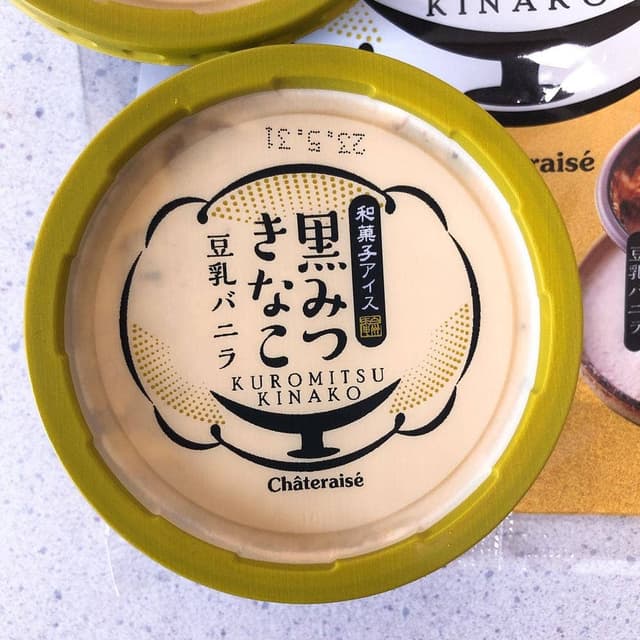 KINAKO
23.5.31
和菓子アイス
黒みつ
きなこ
豆乳バニラ
KUROMITSU
KINAKO
Châteraisé
raisé
豆乳バニラ